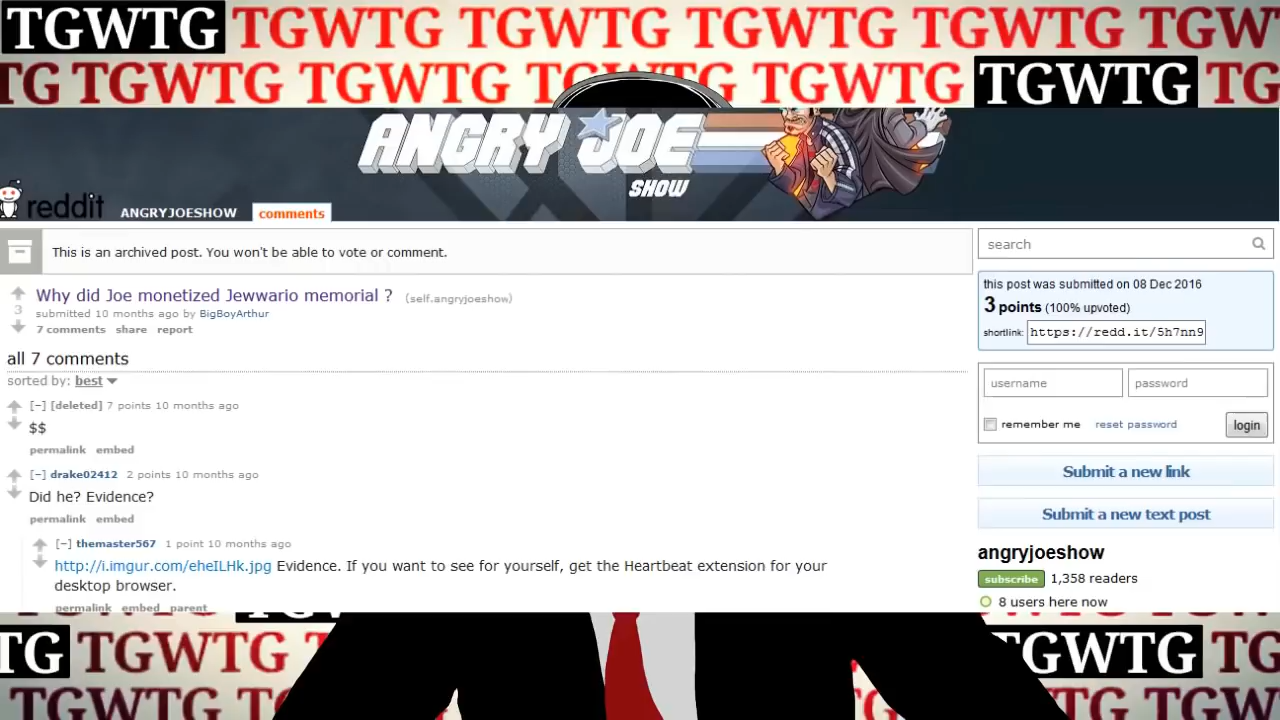 TGWTG TGWTG TGWTG TGWTG TGWTG TGW
TG TGWTG TGWTG TGWTG TG TGWTG TG
ANGRY JOE
SHOW
reddit ANGRYJOESHOW comments
This is an archived post. You won't be able to vote or comment.
search
Why did Joe monetized Jewwario memorial ? (self.angryjoeshow)
3
submitted 10 months ago by BigBoyArthur
7 comments share report
this post was submitted on 08 Dec 2016
3 points (100% upvoted)
shortlink: https://redd.it/5h7nn9
all 7 comments
sorted by: best
username password
remember me reset password login
[–] [deleted] 7 points 10 months ago
$$
permalink embed
[–] drake02412 2 points 10 months ago
Did he? Evidence?
permalink embed
[–] themaster567 1 point 10 months ago
http://i.imgur.com/eheILHk.jpg Evidence. If you want to see for yourself, get the Heartbeat extension for your
desktop browser.
permalink embed parent
Submit a new link
Submit a new text post
angryjoeshow
subscribe 1,358 readers
8 users here now
TG TGWTG GWTG TGW
TGWTG TGWTG TGW